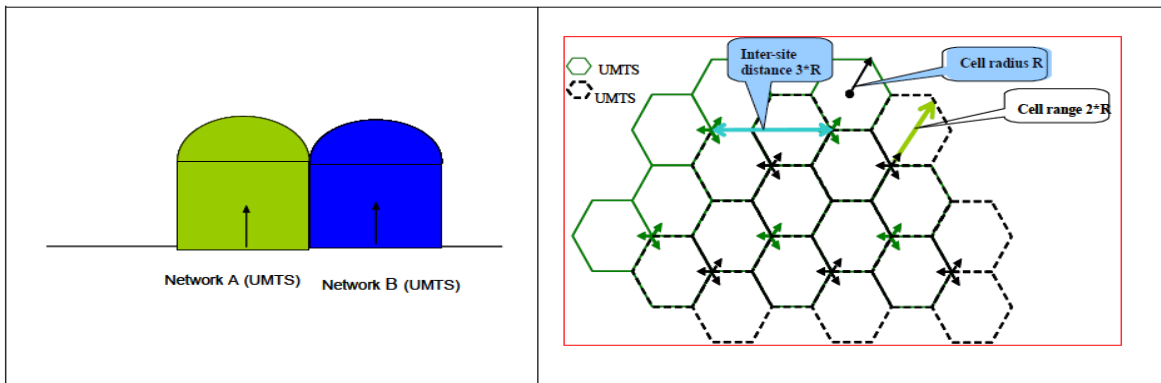 Network A (UMTS)
Network B (UMTS)
UMTS
UMTS
Inter-site
distance 3*R
Cell radius R
Cell range 2*R